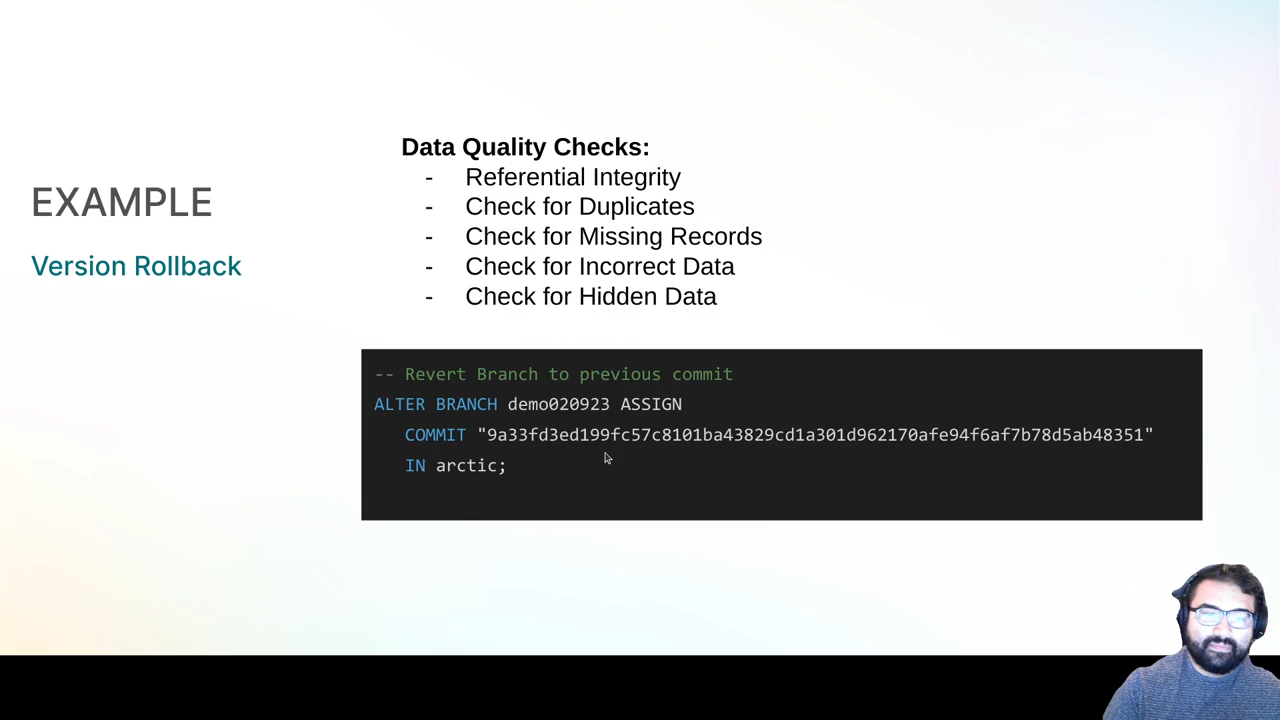 EXAMPLE
Version Rollback
Data Quality Checks:
- Referential Integrity
- Check for Duplicates
- Check for Missing Records
- Check for Incorrect Data
- Check for Hidden Data
-- Revert Branch to previous commit
ALTER BRANCH demo020923 ASSIGN
COMMIT "9a33fd3ed199fc57c8101ba43829cd1a301d962170afe94f6af7b78d5ab48351"
IN arctic;